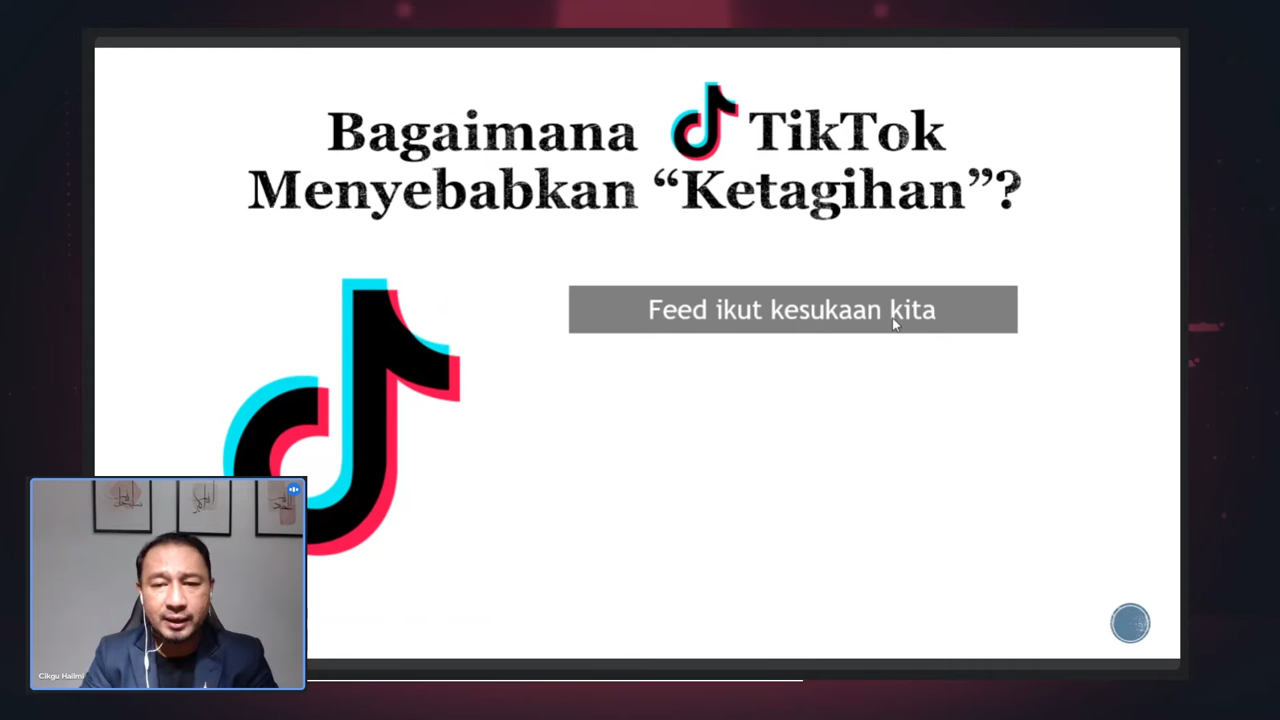 Bagaimana TikTok
Menyebabkan “Ketagihan”?
Feed ikut kesukaan kita
Cikgu Hailmi